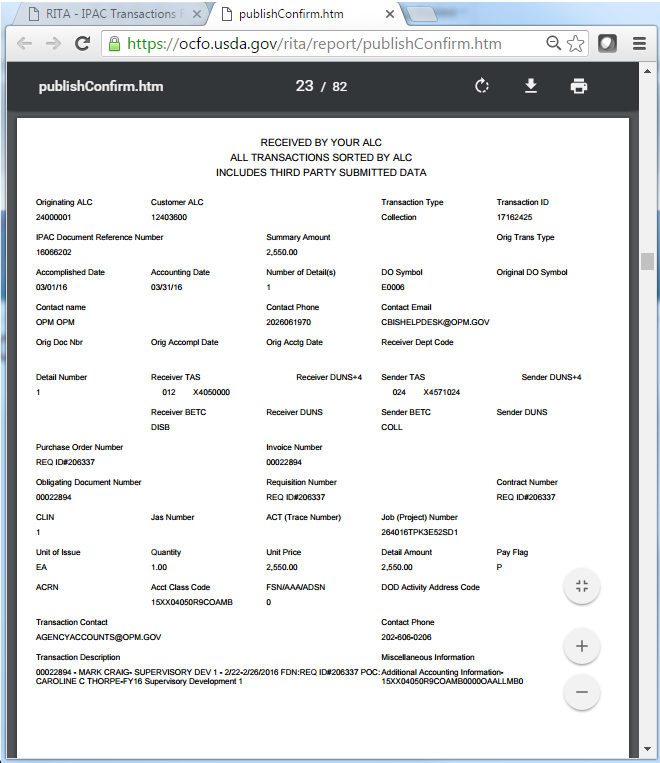 RITA - IPAC Transactions
publishConfirm.htm
https://ocfo.usda.gov/rita/report/publishConfirm.htm
publishConfirm.htm 23 / 82
RECEIVED BY YOUR ALC
ALL TRANSACTIONS SORTED BY ALC
INCLUDES THIRD PARTY SUBMITTED DATA
Originating ALC Customer ALC Transaction Type Transaction ID
24000001 12403600 Collection 17162425
IPAC Document Reference Number Summary Amount Orig Trans Type
16066202 2,550.00
Accomplished Date Accounting Date Number of Detail(s) DO Symbol Original DO Symbol
03/01/16 03/31/16 1 E0006
Contact name Contact Phone Contact Email
OPM OPM 2026061970 CBISHELPDESK@OPM.GOV
Orig Doc Nbr Orig Accompl Date Orig Acctg Date Receiver Dept Code
Detail Number Receiver TAS Receiver DUNS+4 Sender TAS Sender DUNS+4
1 012 X4050000 024 X4571024
Receiver BETC Receiver DUNS Sender BETC Sender DUNS
DISB COLL
Purchase Order Number Invoice Number
REQ ID#206337 00022894
Obligating Document Number Requisition Number Contract Number
00022894 REQ ID#206337 REQ ID#206337
CLIN Jas Number ACT (Trace Number) Job (Project) Number
1 264016TPK3E52SD1
Unit of Issue Quantity Unit Price Detail Amount Pay Flag
EA 1.00 2,550.00 2,550.00 P
ACRN Acct Class Code FSN/AAA/ADSN DOD Activity Address Code
15XX04050R9COAMB 0
Transaction Contact Contact Phone
AGENCYACCOUNTS@OPM.GOV 202-606-0206
Transaction Description Miscellaneous Information
00022894 - MARK CRAIG- SUPERVISORY DEV 1 - 2/22-2/26/2016 FDN:REQ ID#206337 POC: Additional Accounting Information-
CAROLINE C THORPE-FY16 Supervisory Development 1 15XX04050R9COAMB0000OAALLMB0